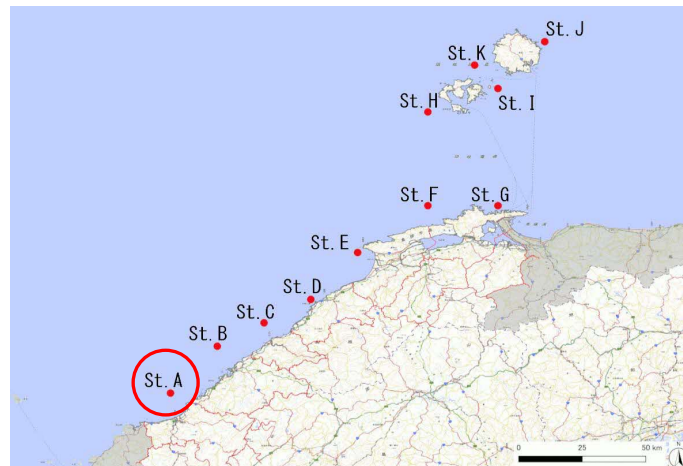 St. J
St. K
St. I
St. H
St. F
St. G
St. E
St. D
St. C
St. B
St. A
N
0 25 50 km